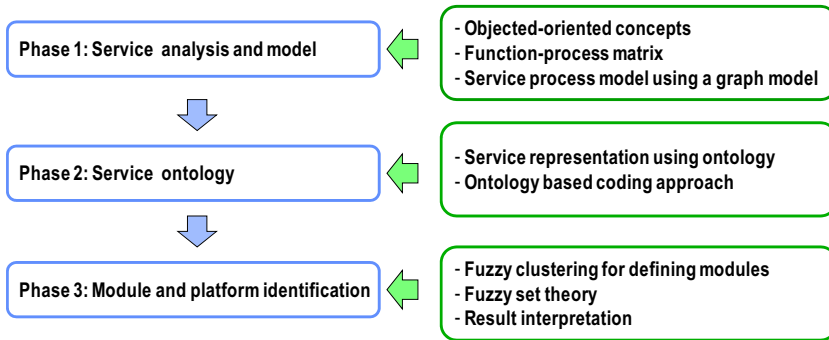 Phase 1: Service analysis and model
- Objected-oriented concepts
- Function-process matrix
- Service process model using a graph model
Phase 2: Service ontology
- Service representation using ontology
- Ontology based coding approach
Phase 3: Module and platform identification
- Fuzzy clustering for defining modules
- Fuzzy set theory
- Result interpretation